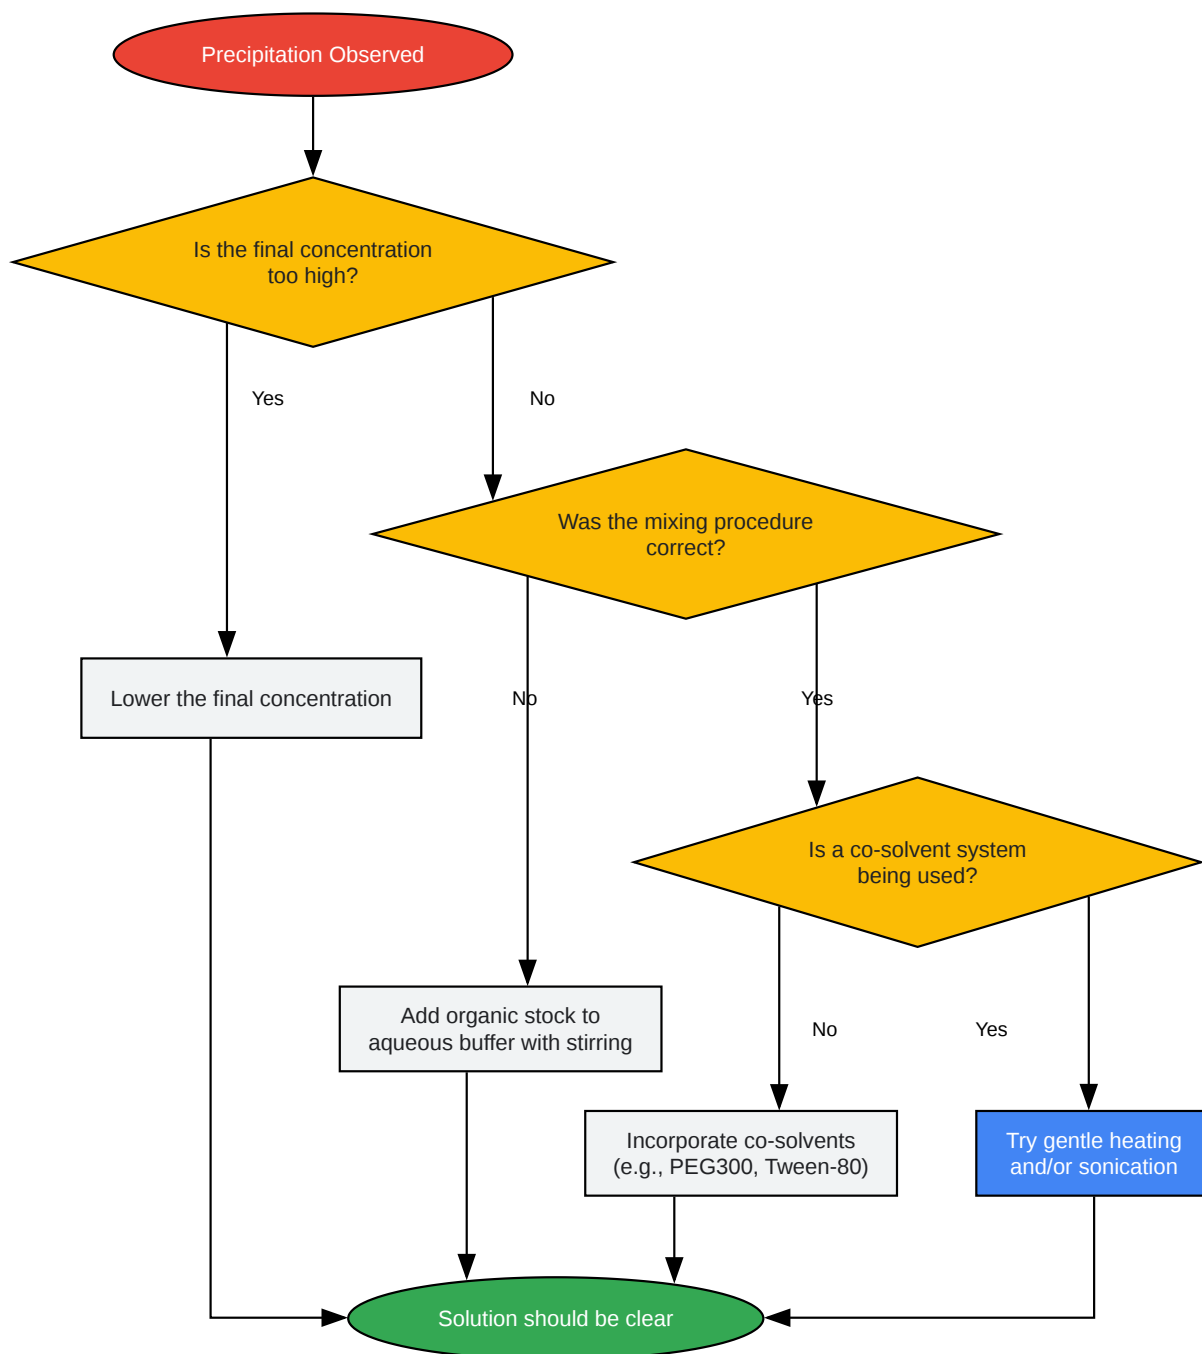 Precipitation Observed
Is the final concentration
too high?
Yes
No
Was the mixing procedure
correct?
Lower the final concentration
No
Yes
Is a co-solvent system
being used?
Add organic stock to
aqueous buffer with stirring
No
Yes
Incorporate co-solvents
(e.g., PEG300, Tween-80)
Try gentle heating
and/or sonication
Solution should be clear